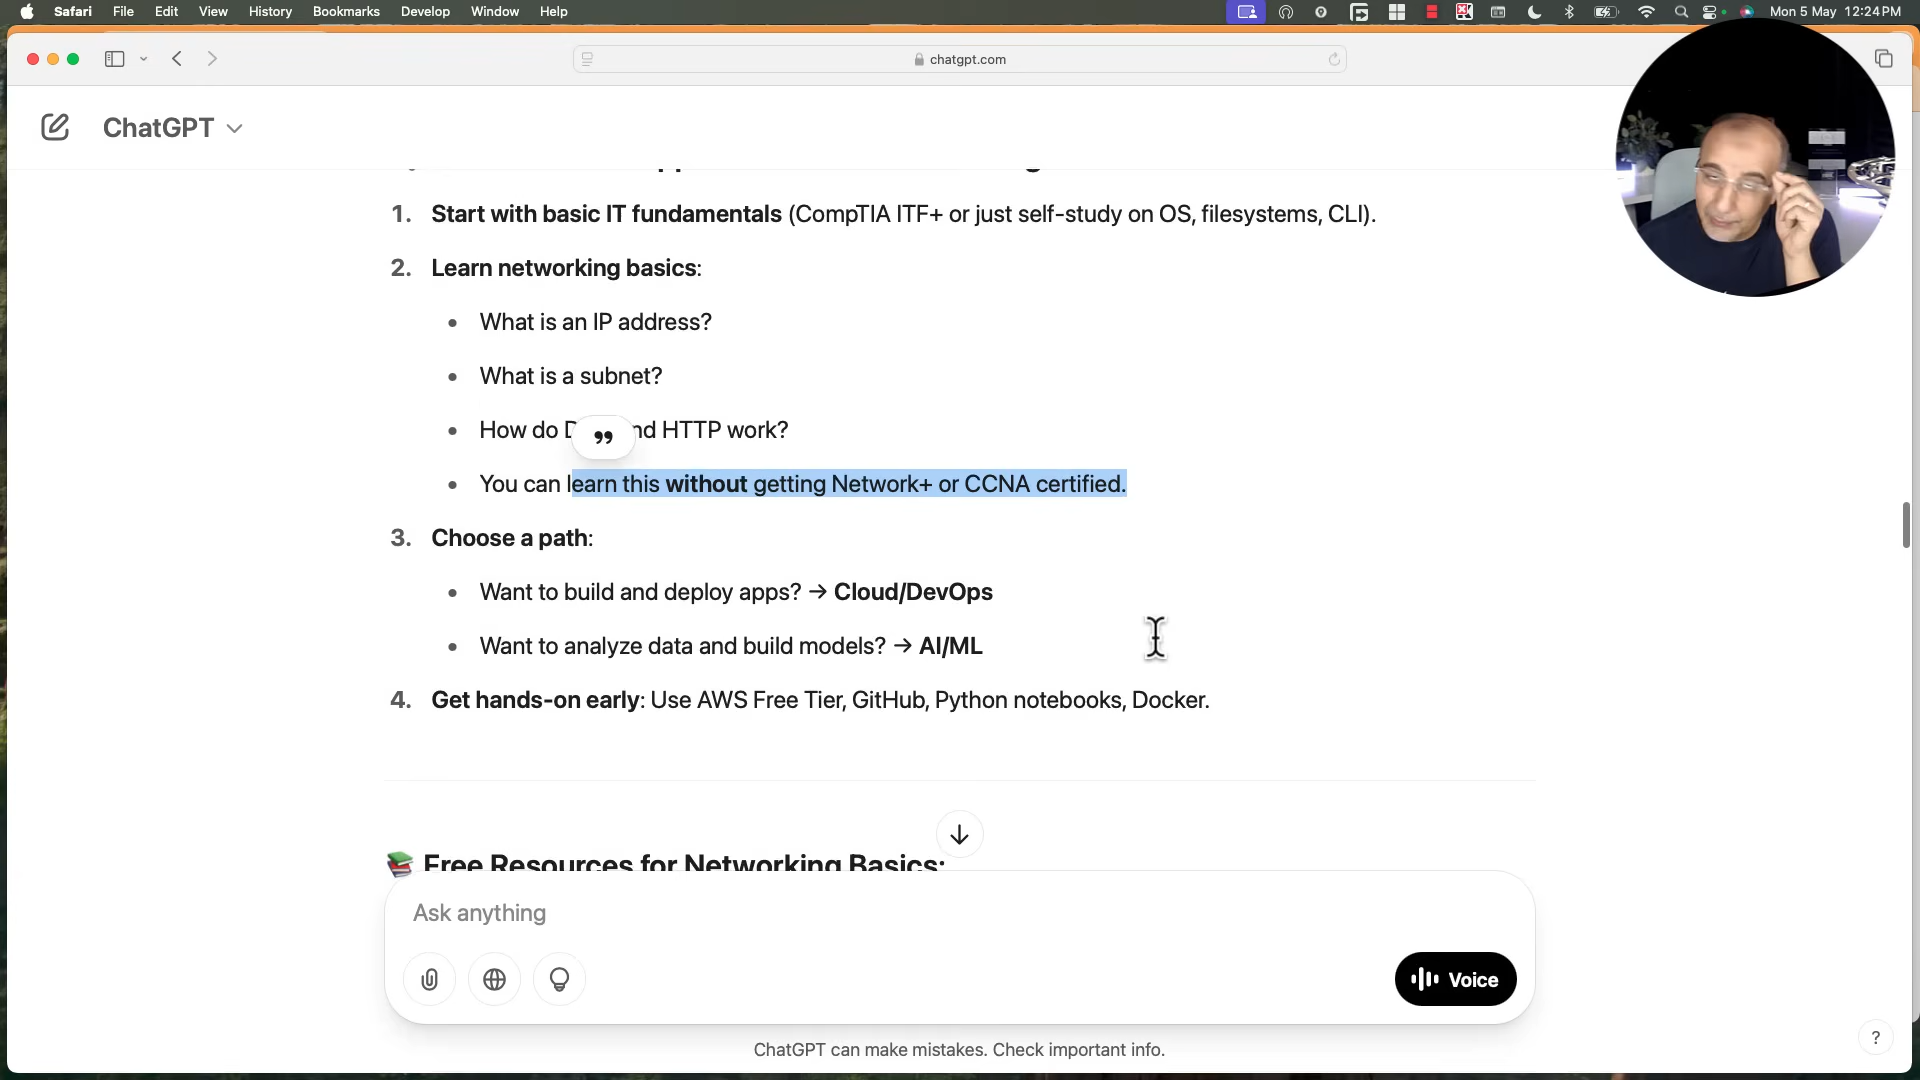 Safari File Edit View History Bookmarks Develop Window Help
Mon 5 May 12:24 PM
chatgpt.com
ChatGPT
1. Start with basic IT fundamentals (CompTIA ITF+ or just self-study on OS, filesystems, CLI).
2. Learn networking basics:
• What is an IP address?
• What is a subnet?
• How do D nd HTTP work?
• You can learn this without getting Network+ or CCNA certified.
3. Choose a path:
• Want to build and deploy apps? → Cloud/DevOps
• Want to analyze data and build models? → AI/ML
4. Get hands-on early: Use AWS Free Tier, GitHub, Python notebooks, Docker.
📚 Free Resources for Networking Basics:
Ask anything
Voice
ChatGPT can make mistakes. Check important info.
?